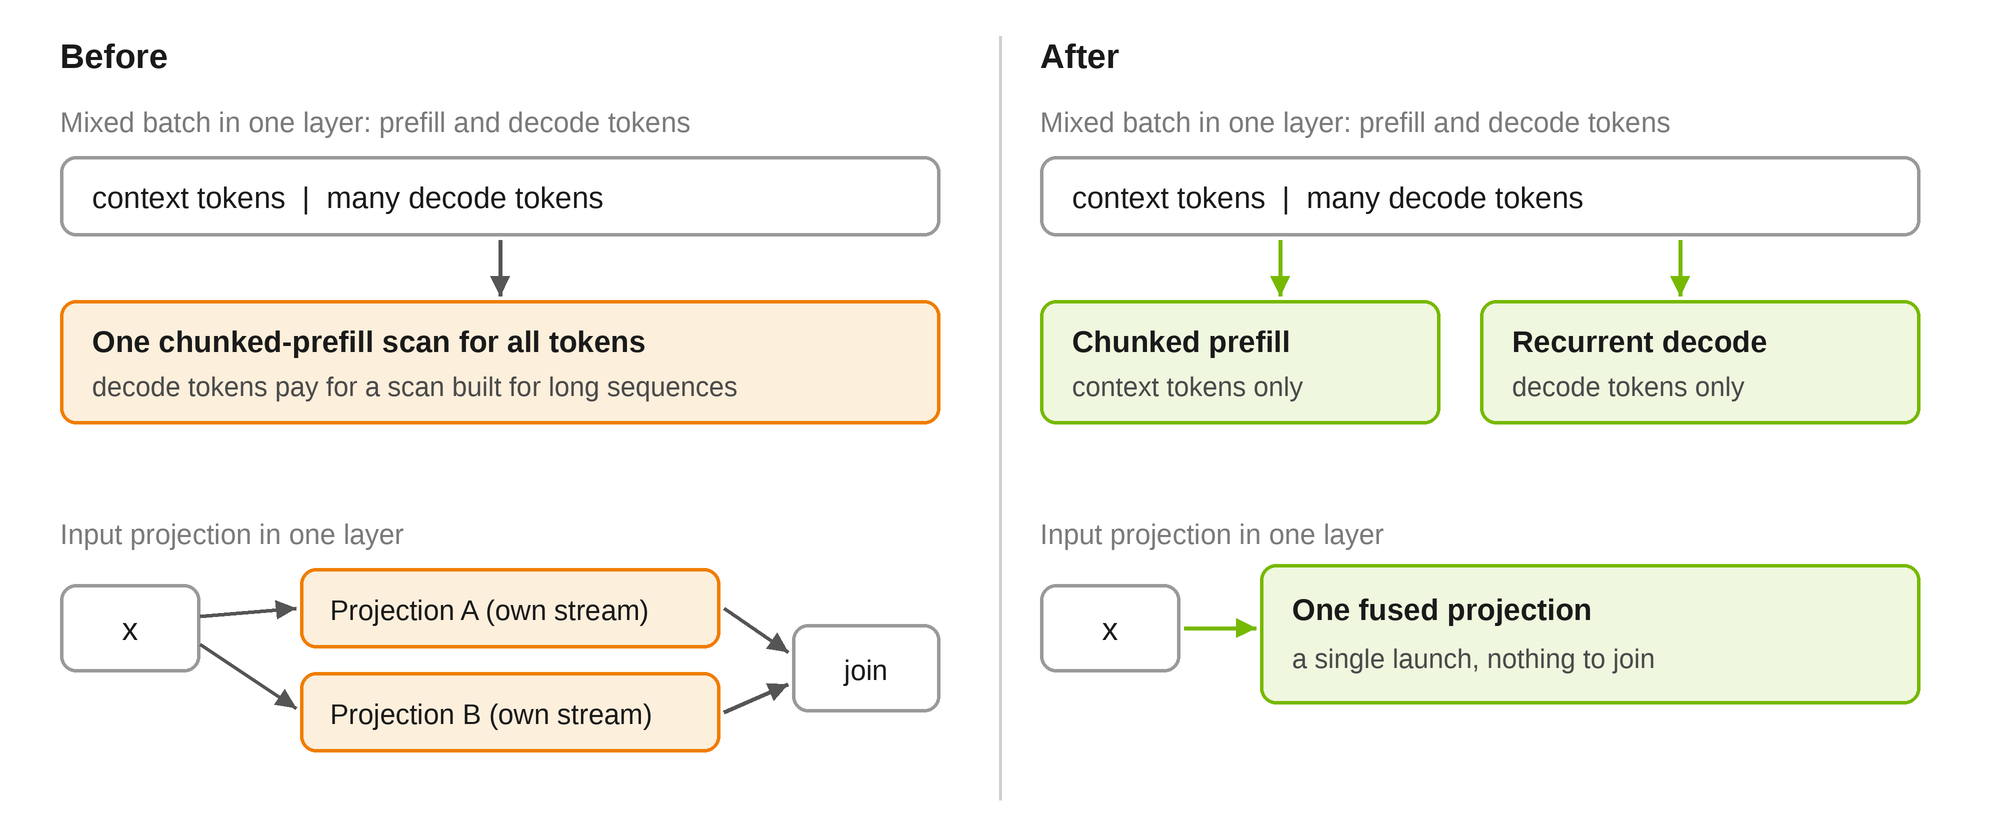 Before
Mixed batch in one layer: prefill and decode tokens
context tokens | many decode tokens
One chunked-prefill scan for all tokens
decode tokens pay for a scan built for long sequences
Input projection in one layer
x
Projection A (own stream)
Projection B (own stream)
join
After
Mixed batch in one layer: prefill and decode tokens
context tokens | many decode tokens
Chunked prefill
context tokens only
Recurrent decode
decode tokens only
Input projection in one layer
x
One fused projection
a single launch, nothing to join